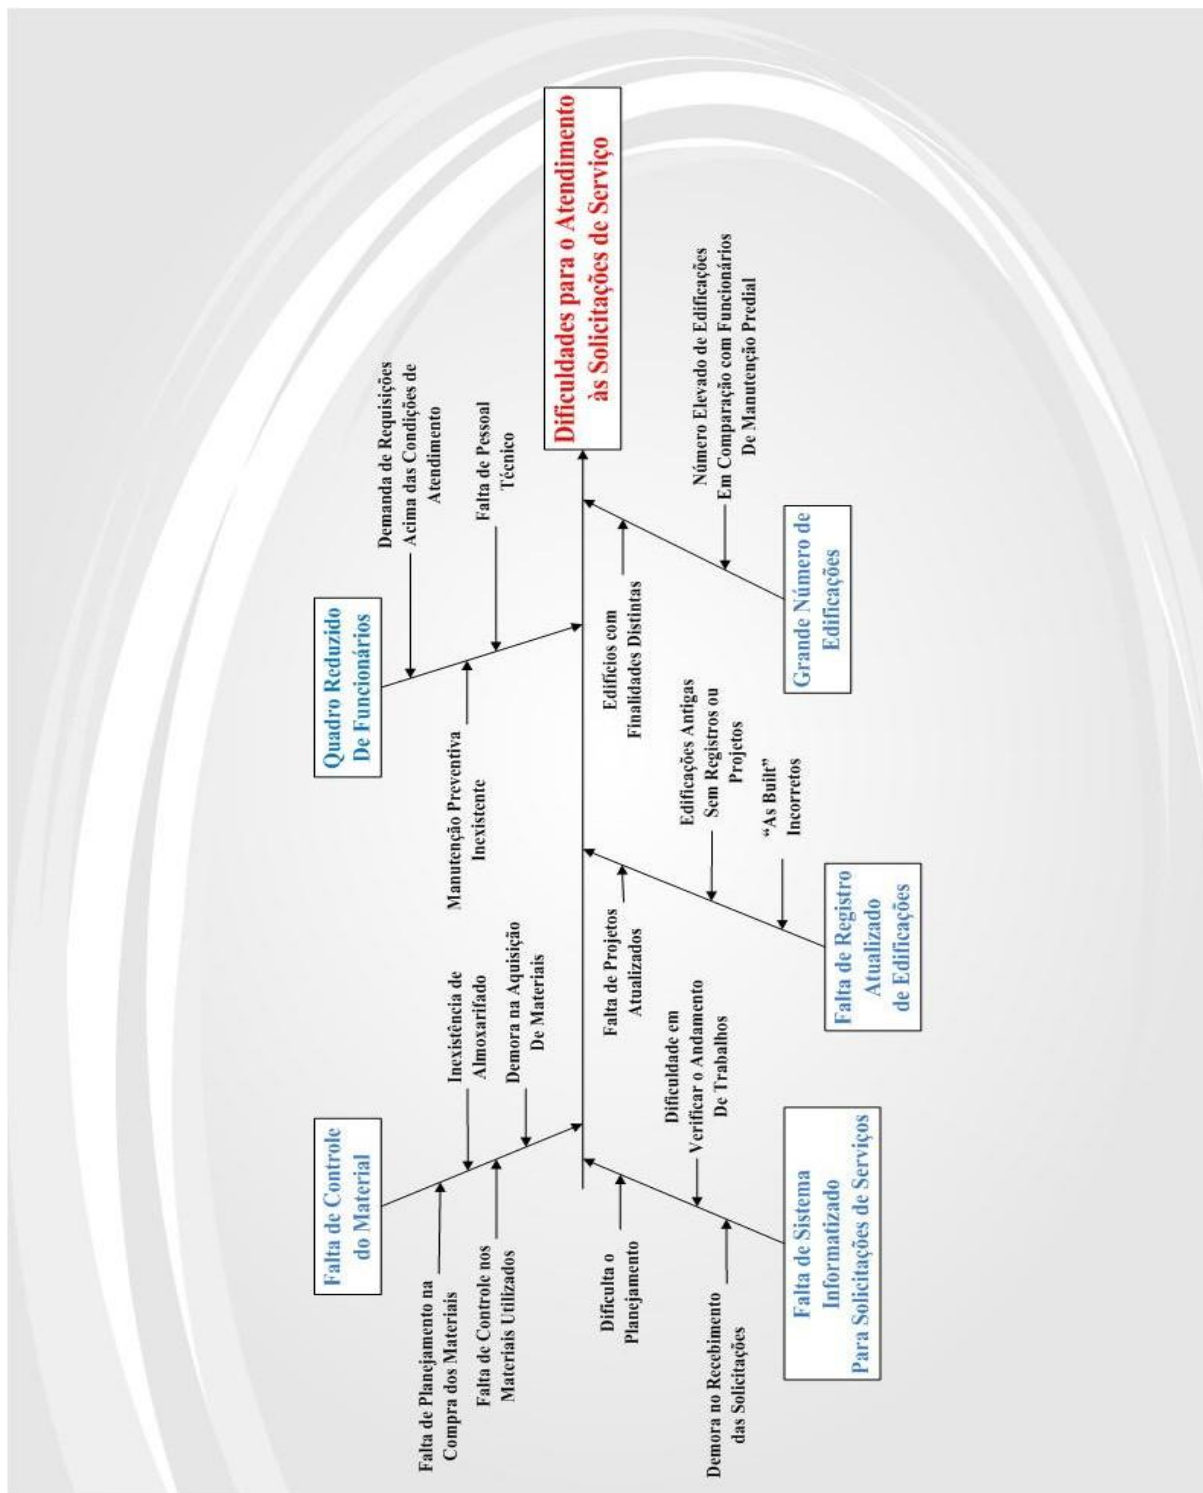 Falta de Controle
do Material
Falta de Planejamento na
Compra dos Materiais
Inexistência de
Almoxarifado
Falta de Controle nos
Materiais Utilizados
Demora na Aquisição
De Materiais
Quadro Reduzido
De Funcionários
Demanda de Requisições
Acima das Condições de
Atendimento
Manutenção Preventiva
Inexistente
Falta de Pessoal
Técnico
Dificuldades para o Atendimento
às Solicitações de Serviço
Dificulta o
Planejamento
Dificuldade em
Verificar o Andamento
De Trabalhos
Demora no Recebimento
das Solicitações
Falta de Sistema
Informatizado
Para Solicitações de Serviços
Falta de Projetos
Atualizados
Edificações Antigas
Sem Registros ou
Projetos
“As Built”
Incorretos
Falta de Registro
Atualizado
de Edificações
Edifícios com
Finalidades Distintas
Número Elevado de Edificações
Em Comparação com Funcionários
De Manutenção Predial
Grande Número de
Edificações